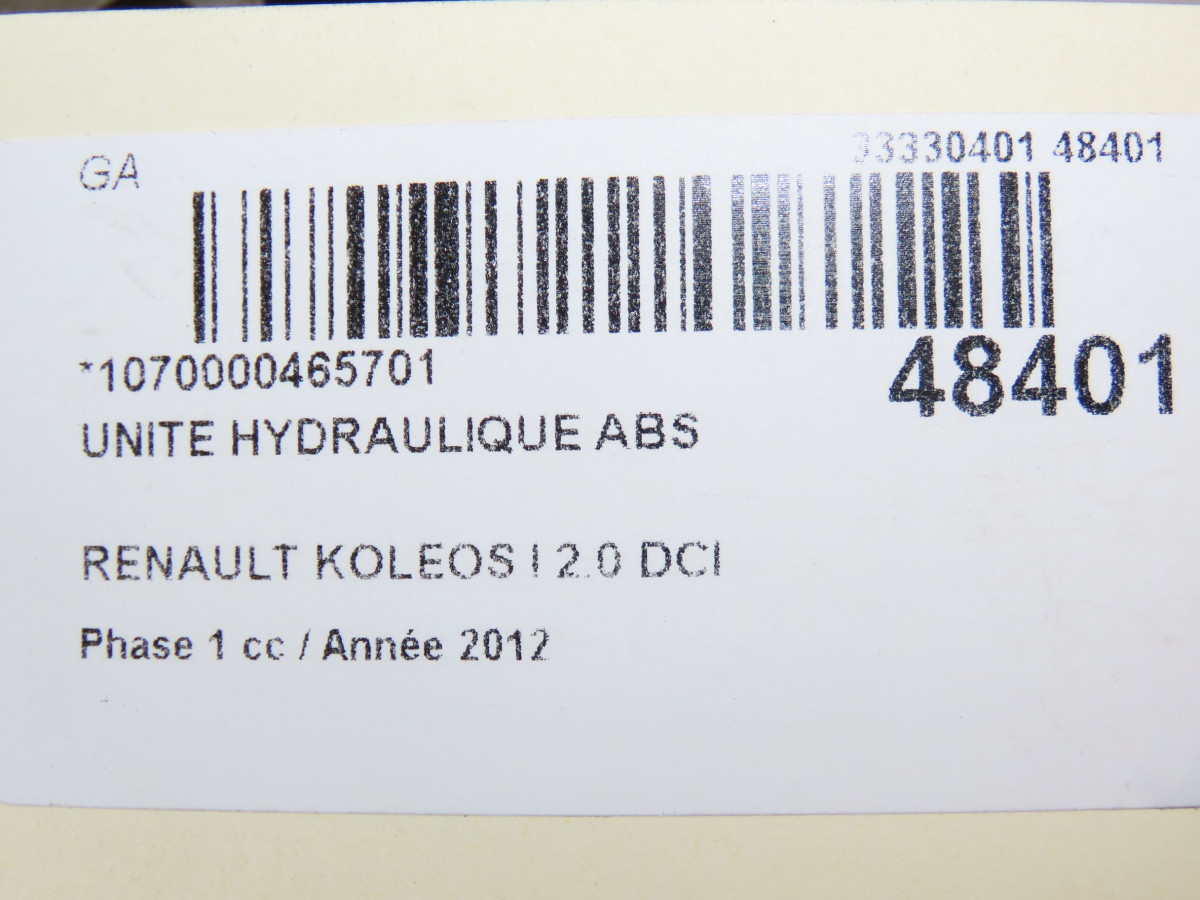 GA
33330401 48401
*1070000465701
48401
UNITE HYDRAULIQUE ABS
RENAULT KOLEOS I 2.0 DCI
Phase 1 cc / Année 2012